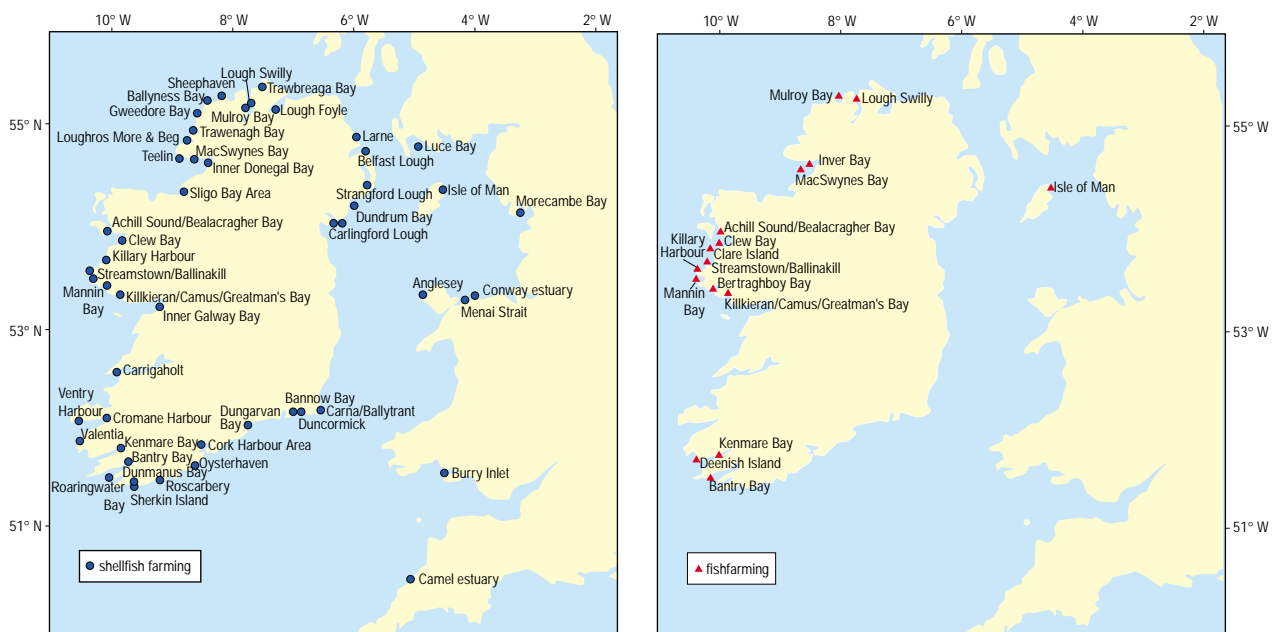 10° W
8° W
6° W
4° W
2° W
Lough Swilly
Sheephaven
Trawbreaga Bay
Ballyness Bay
Gweedore Bay
Mulroy Bay
Lough Foyle
55° N
Trawenagh Bay
Loughros More & Beg
Larne
Luce Bay
Teelin
MacSwynes Bay
Belfast Lough
Inner Donegal Bay
Sligo Bay Area
Strangford Lough
Isle of Man
Morecambe Bay
Dundrum Bay
Achill Sound/Bealacragher Bay
Carlingford Lough
Clew Bay
Killary Harbour
Streamstown/Ballinakill
Anglesey
Conway estuary
Mannin
Bay
Killkieran/Camus/Greatman's Bay
Menai Strait
Inner Galway Bay
53° N
Carrigaholt
Ventry
Harbour
Bannow Bay
Cromane Harbour
Dungarvan
Bay
Carna/Ballytrant
Duncormick
Valentia
Kenmare Bay
Cork Harbour Area
Bantry Bay
Oysterhaven
Dunmanus Bay
Burry Inlet
Roaringwater
Bay
Roscarbery
Sherkin Island
51° N
shellfish farming
Camel estuary
10° W
8° W
6° W
4° W
2° W
Mulroy Bay
Lough Swilly
55° W
Inver Bay
MacSwynes Bay
Isle of Man
Achill Sound/Bealacragher Bay
Killary
Harbour
Clew Bay
Clare Island
Streamstown/Ballinakill
Bertraghboy Bay
Mannin
Bay
Killkieran/Camus/Greatman's Bay
53° W
Kenmare Bay
Deenish Island
Bantry Bay
51° W
fishfarming